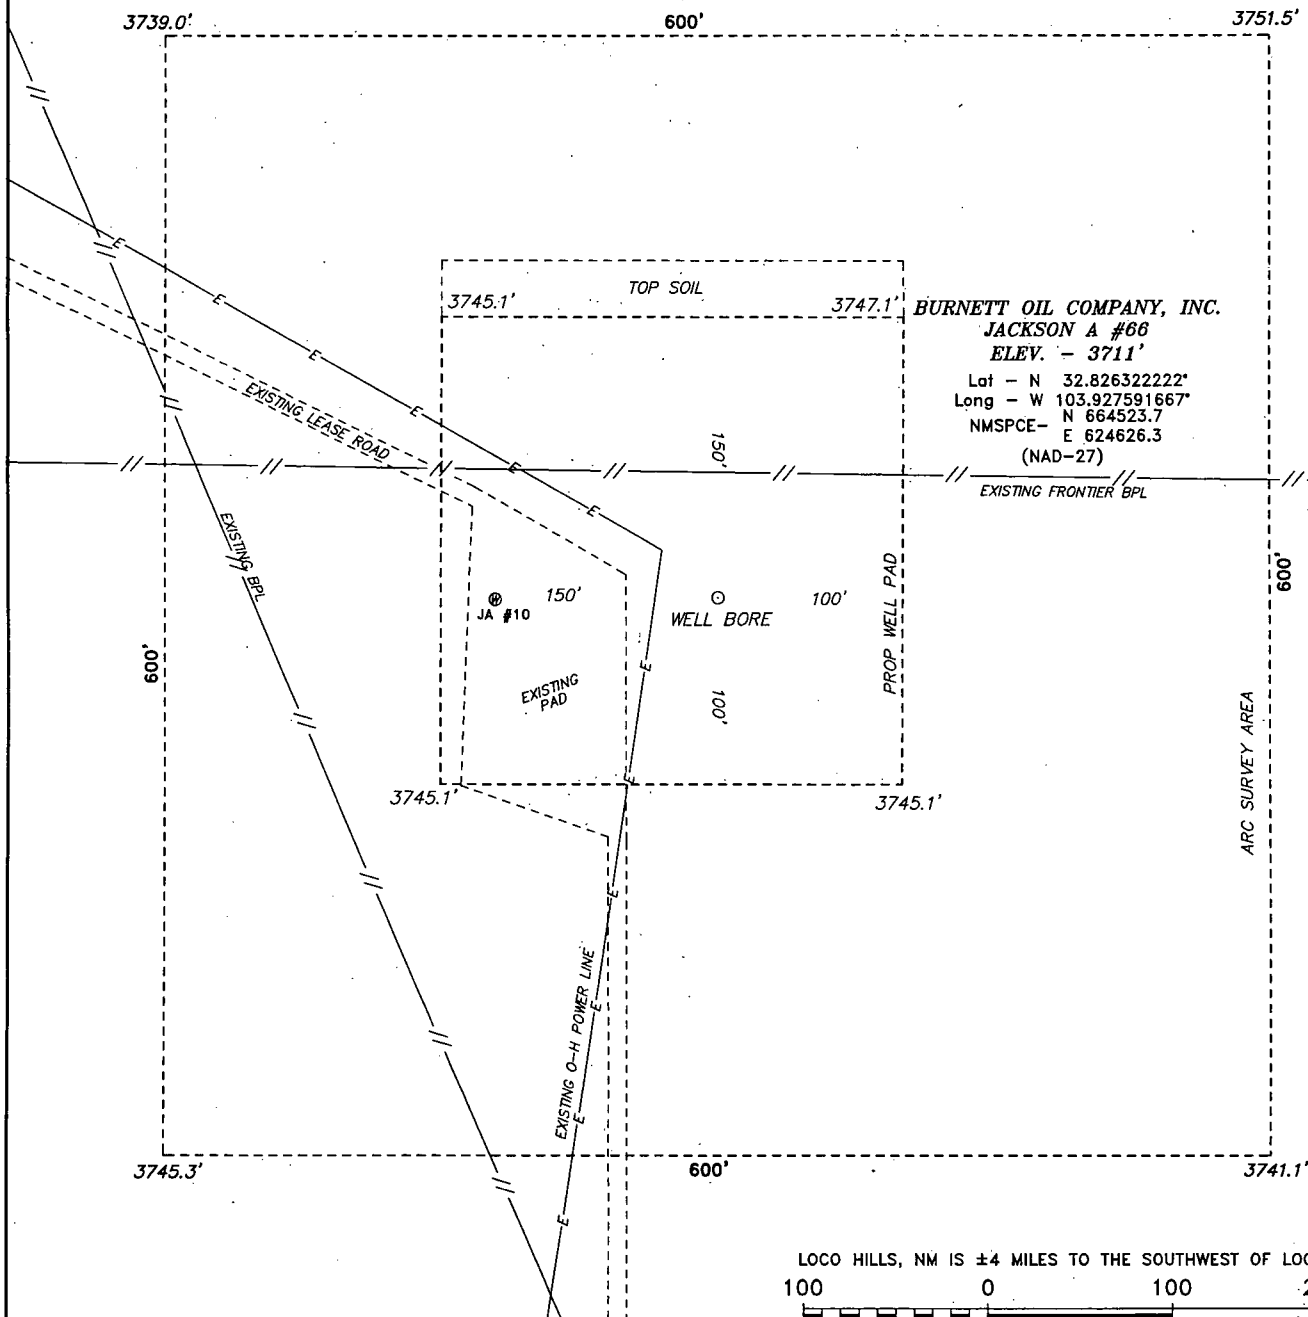 3739.0'
600'
3751.5'
TOP SOIL
3745.1'
3747.1'
BURNETT OIL COMPANY, INC.
JACKSON A #66
ELEV. - 3711'
Lat - N 32.826322222°
Long - W 103.927591667°
NMSPCE- N 664523.7
E 624626.3
(NAD-27)
E
E
E
E
E
E
EXISTING LEASE ROAD
150'
EXISTING FRONTIER BPL
EXISTING BPL
W
JA #10
150'
WELL BORE
100'
PROP WELL PAD
600'
600'
E
EXISTING
PAD
100'
ARC SURVEY AREA
E
3745.1'
3745.1'
E
EXISTING O-H POWER LINE
E
E
3745.3'
600'
3741.1'
E
LOCO HILLS, NM IS ±4 MILES TO THE SOUTHWEST OF
100
0
100